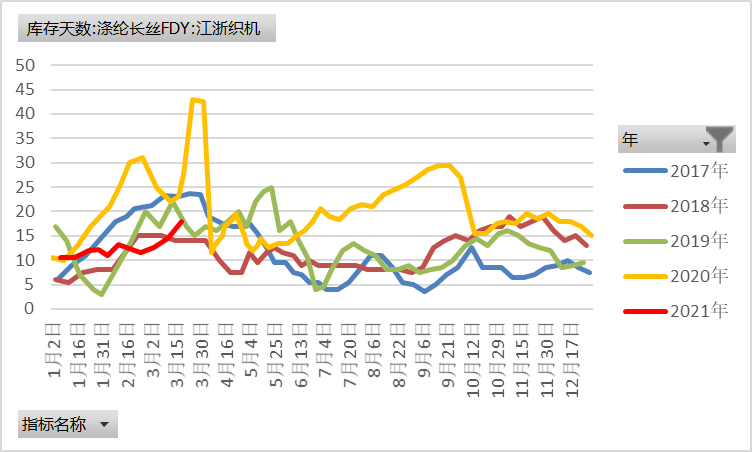 库存天数:涤纶长丝FDY:江浙织机
50
45
40
35
30
25
20
15
10
5
0
1月2日
1月16日
1月31日
2月16日
3月2日
3月15日
3月30日
4月16日
5月11日
5月25日
6月13日
7月4日
7月20日
8月6日
8月22日
9月6日
9月21日
10月12日
10月29日
11月15日
11月30日
12月17日
年
2017年
2018年
2019年
2020年
2021年
指标名称